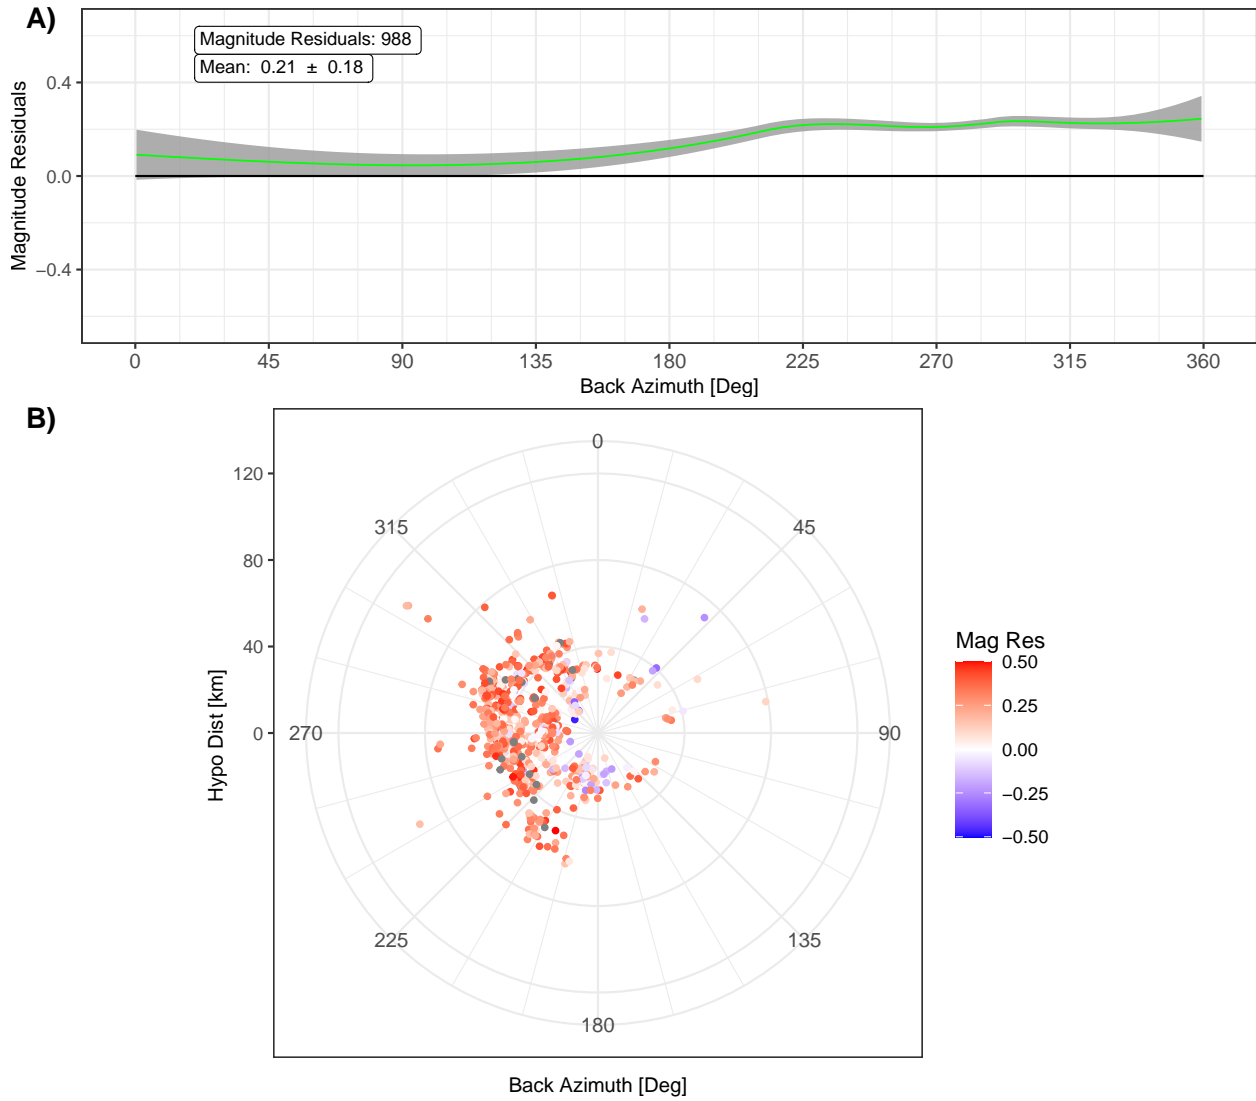 A)
Magnitude Residuals: 988
Mean:  0.21  ±  0.18
Magnitude Residuals
0.4
0.0
−0.4
0 45 90 135 180 225 270 315 360
Back Azimuth [Deg]
B)
Hypo Dist [km]
120
80
40
0
0
45
90
135
180
225
270
315
Back Azimuth [Deg]
Mag Res
0.50
0.25
0.00
−0.25
−0.50